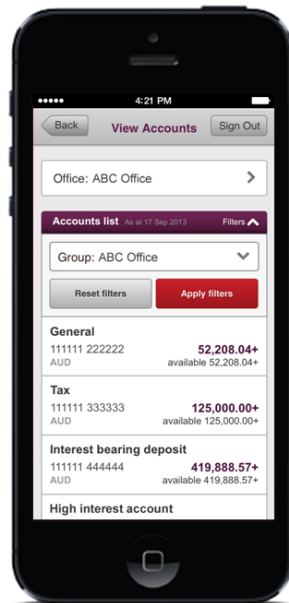 4:21 PM
Back View Accounts Sign Out
Office: ABC Office
Accounts list As at 17 Sep 2013 Filters
Group: ABC Office
Reset filters Apply filters
General
111111 222222 52,208.04+
AUD available 52,208.04+
Tax
111111 333333 125,000.00+
AUD available 125,000.00+
Interest bearing deposit
111111 444444 419,888.57+
AUD available 419,888.57+
High interest account